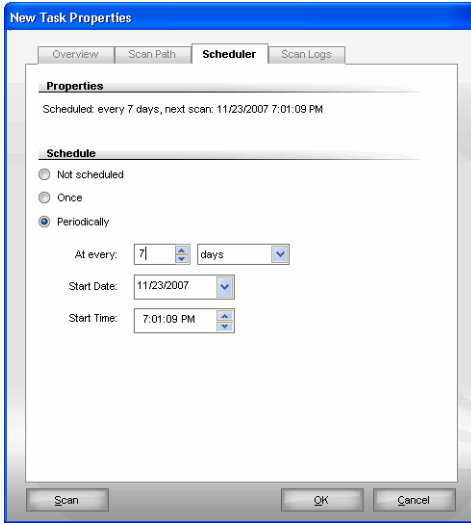 New Task Properties
Overview Scan Path Scheduler Scan Logs
Properties
Scheduled: every 7 days, next scan: 11/23/2007 7:01:09 PM
Schedule
Not scheduled
Once
Periodically
At every: 7 days
Start Date: 11/23/2007
Start Time: 7:01:09 PM
Scan OK Cancel